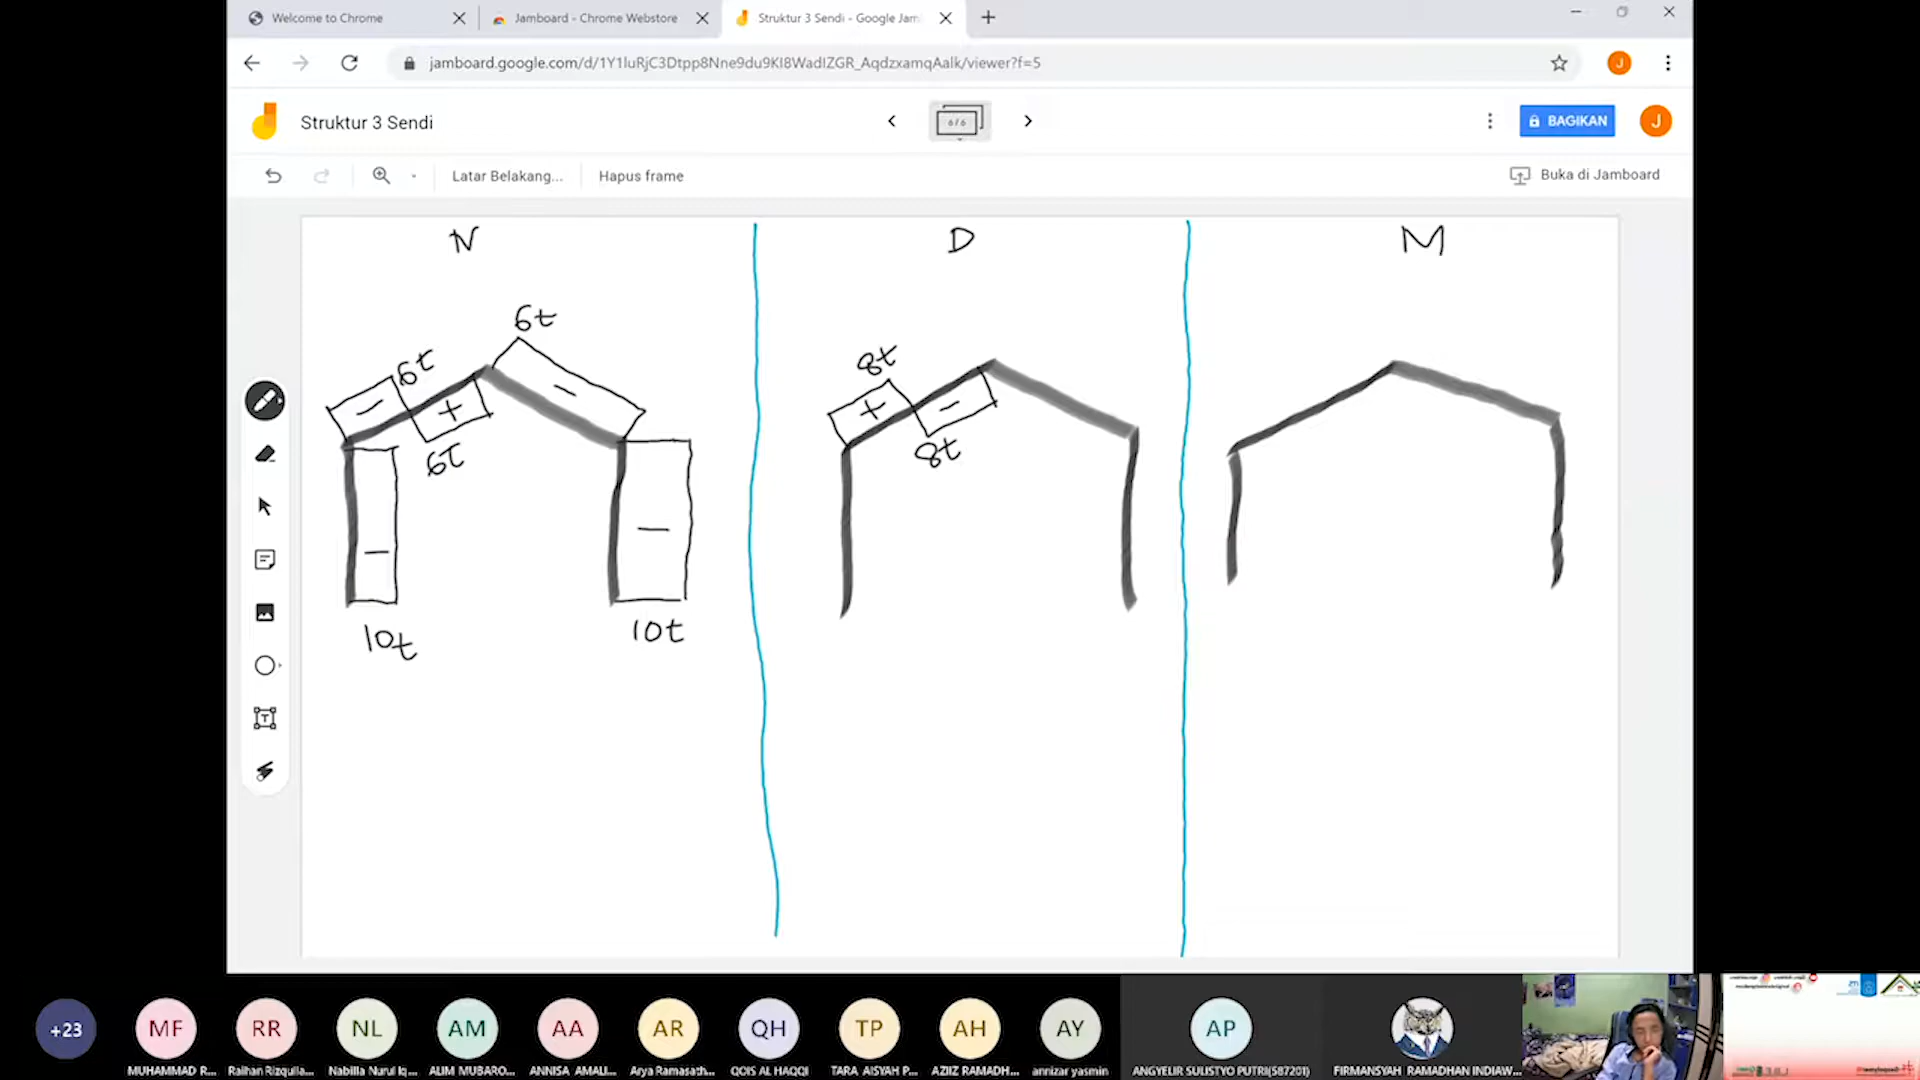 Welcome to Chrome
Jamboard - Chrome Webstore
Struktur 3 Sendi - Google Jam
jamboard.google.com/d/1Y1luRjC3Dtpp8Nne9du9KI8WadIZGR_AqdzxamqAalk/viewer?f=5
J
Struktur 3 Sendi
6/6
BAGIKAN
J
Latar Belakang...
Hapus frame
Buka di Jamboard
N
D
M
6t
6t
8t
-
+
-
+
-
6t
8t
-
-
10t
10t
+23
MF
RR
NL
AM
AA
AR
QH
TP
AH
AY
AP
MUHAMMAD R...
Raihan Rizqulla...
Nabilla Nurul Iq...
ALIM MUBARO...
ANNISA AMALI...
Arya Ramasath...
QOIS AL HAQQI
TARA AISYAH P...
AZIIZ RAMADH...
annizar yasmin
ANGYELIR SULISTYO PUTRI(587201)
FIRMANSYAH RAMADHAN INDIAW...